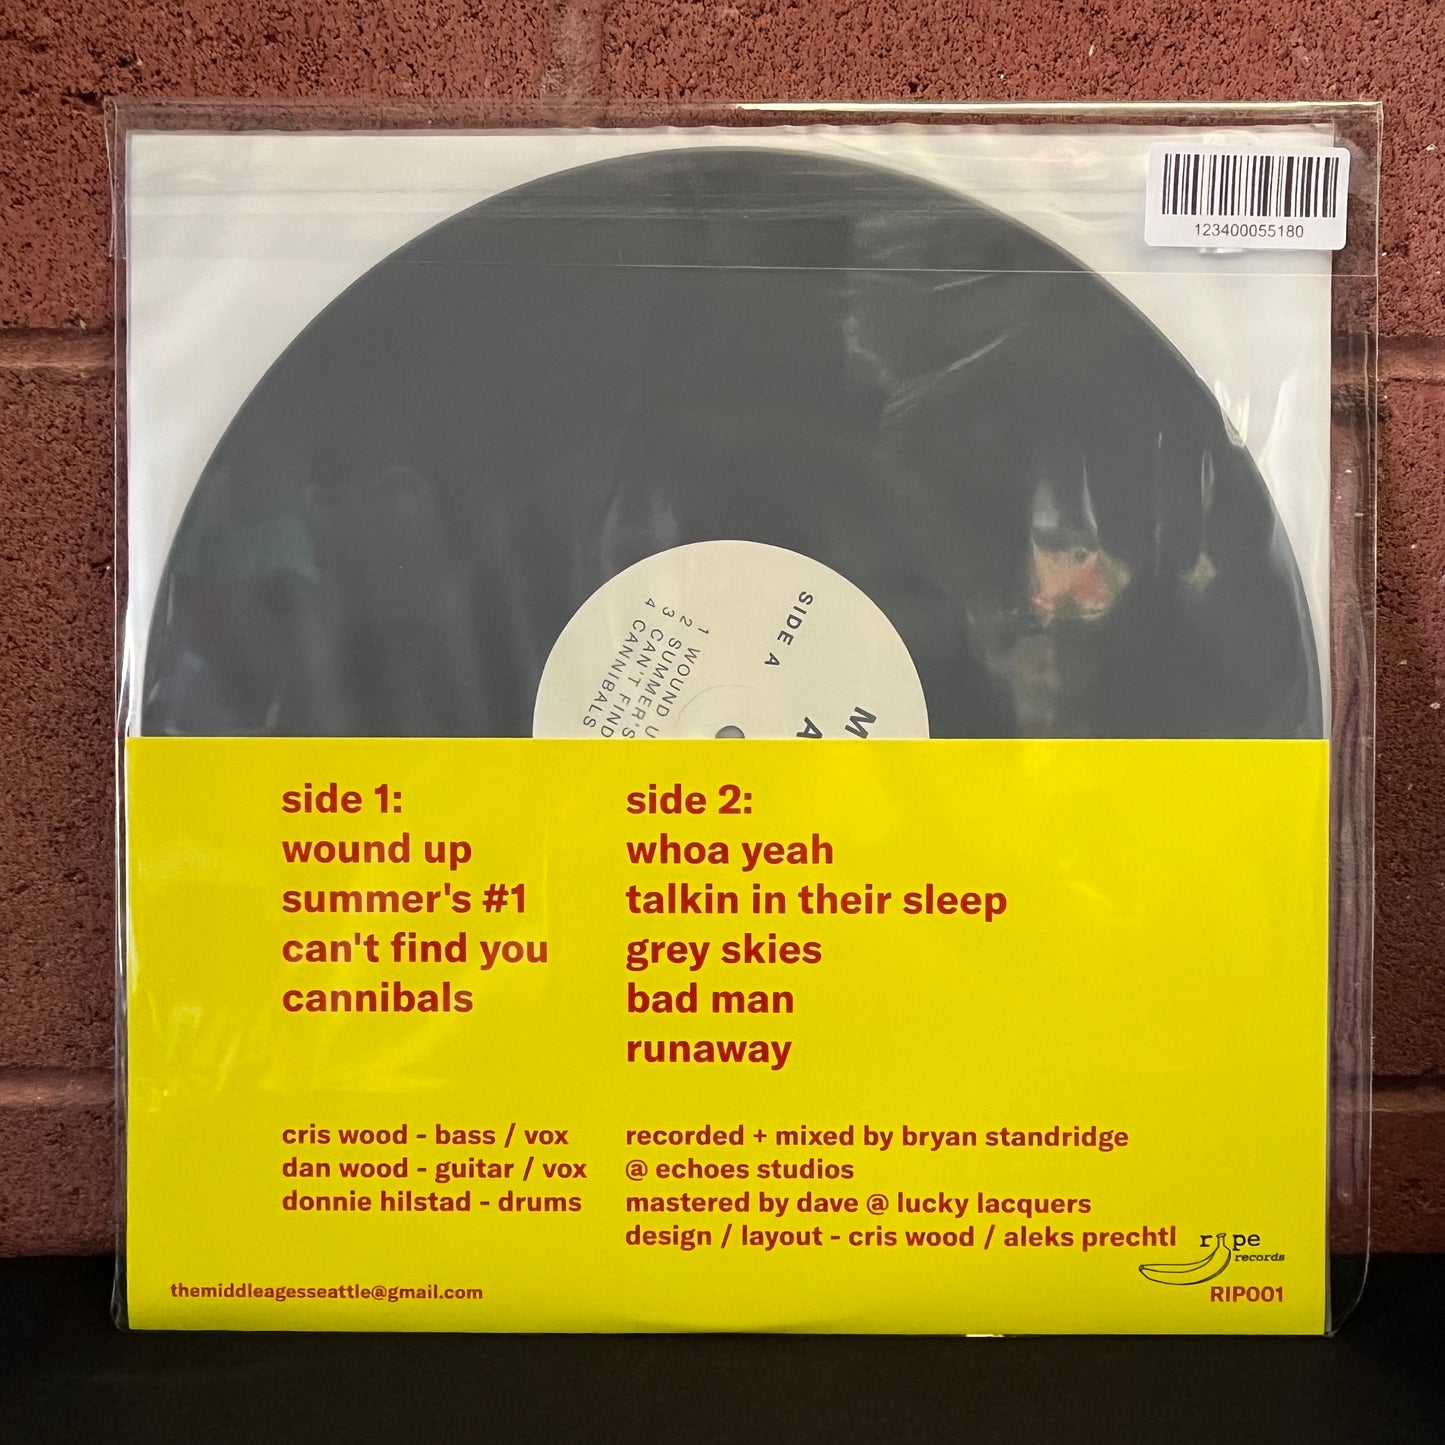 123400055180
SIDE A
1 WOUND U
2 SUMMER'S
3 CAN'T FIND
4 CANNIBALS
M
A
side 1:
wound up
summer's #1
can't find you
cannibals
side 2:
whoa yeah
talkin in their sleep
grey skies
bad man
runaway
cris wood - bass / vox
dan wood - guitar / vox
donnie hilstad - drums
recorded + mixed by bryan standridge
@ echoes studios
mastered by dave @ lucky lacquers
design / layout - cris wood / aleks prechtl
ripe
records
RIP001
themiddleagesseattle@gmail.com